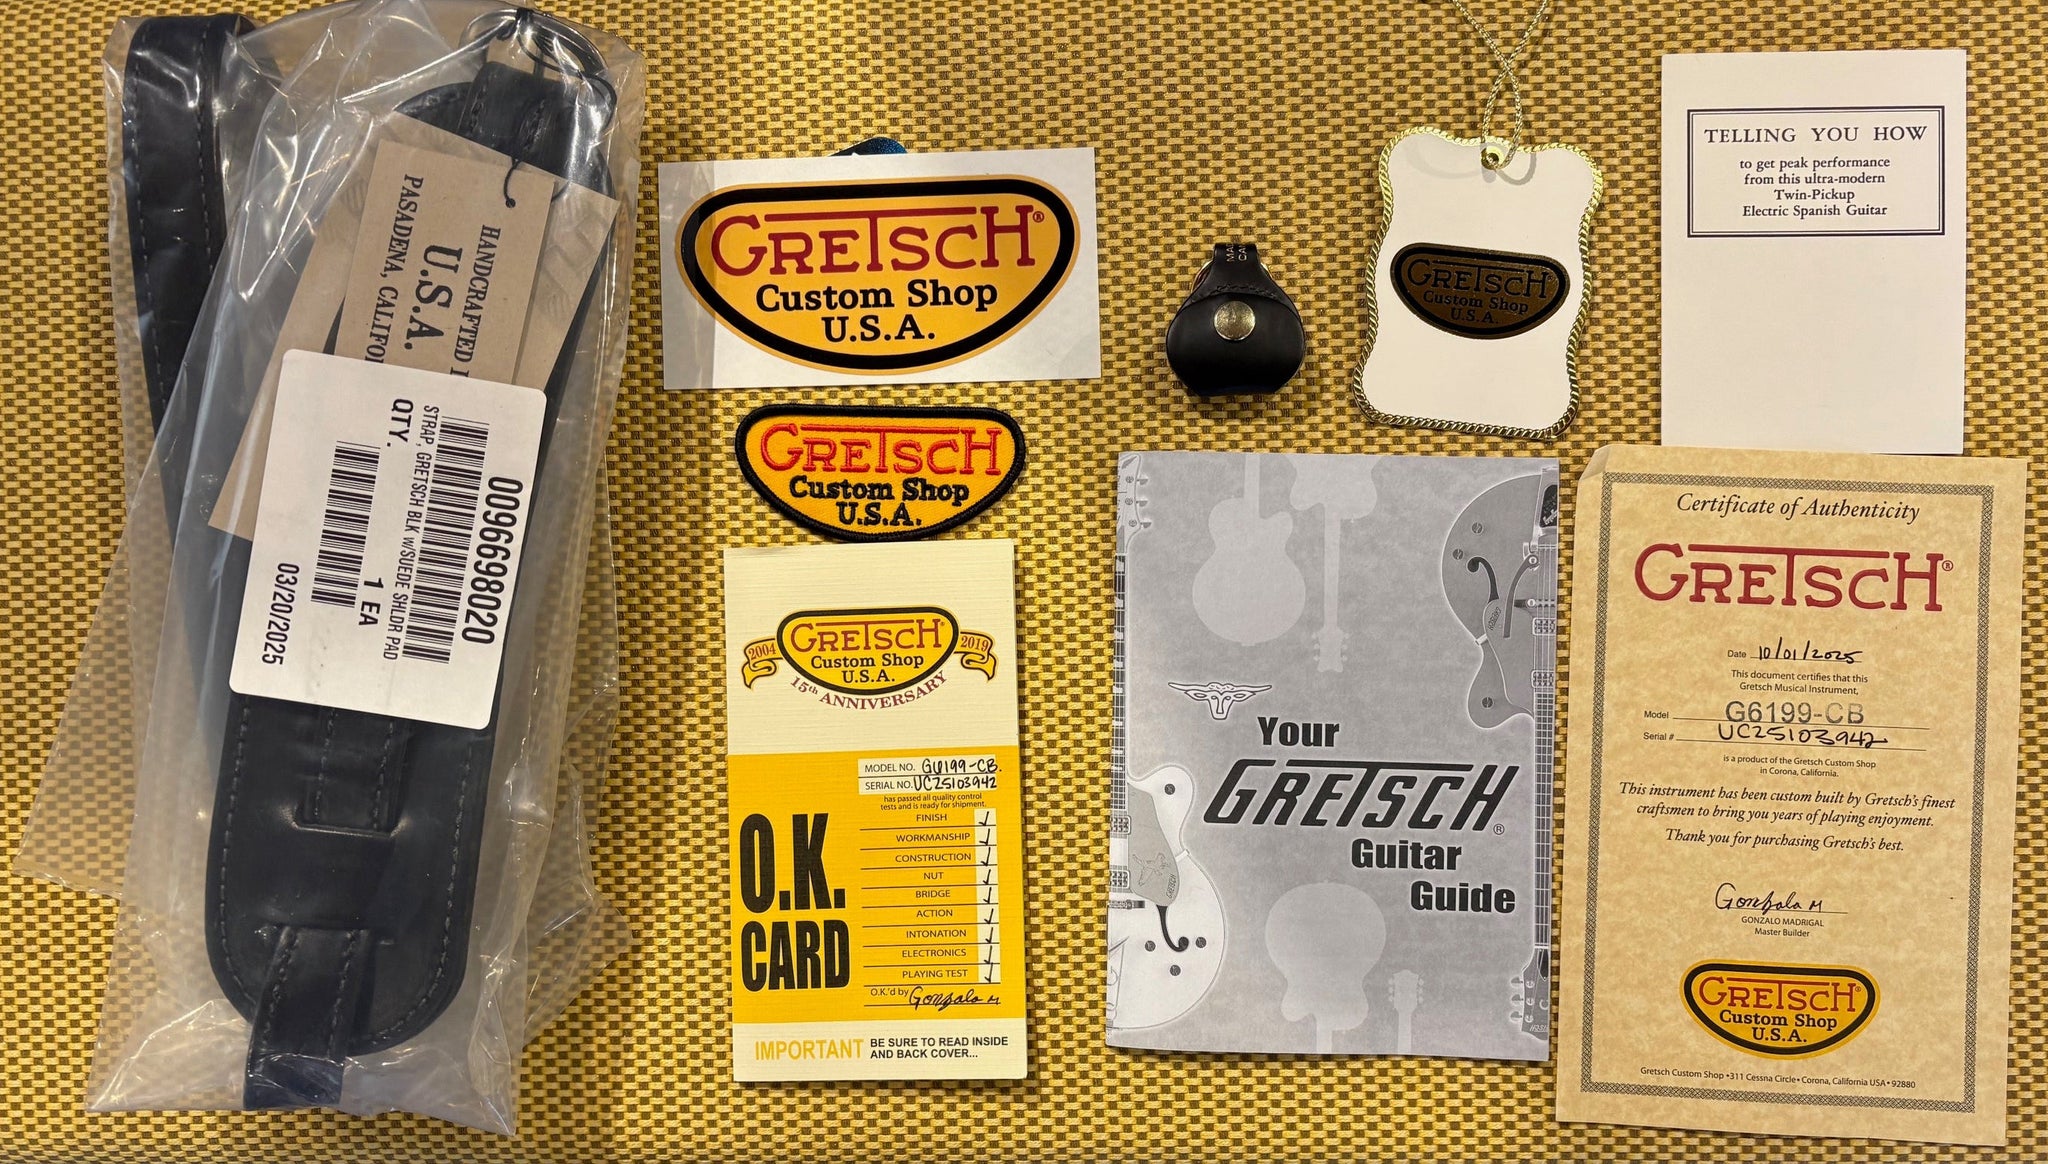 HANDCRAFTED I
U.S.A.
PASADENA, CALIFO
0096698020
STRAP, GRETSCH BLK w/SUEDE SHLDR PAD
QTY. 1 EA
03/20/2025
GRETSCH®
Custom Shop
U.S.A.
GRETSCH
Custom Shop
U.S.A.
2004 GRETSCH® 2019
Custom Shop
U.S.A.
15th ANNIVERSARY
MODEL NO. G6199-CB.
SERIAL NO. UC25103942
has passed all quality control
tests and is ready for shipment.
O.K.
CARD
FINISH
WORKMANSHIP
CONSTRUCTION
NUT
BRIDGE
ACTION
INTONATION
ELECTRONICS
PLAYING TEST
O.K.'d by Gonzalo M
IMPORTANT BE SURE TO READ INSIDE
AND BACK COVER...
MA
CA
GRETSCH
Custom Shop
U.S.A.
TELLING YOU HOW
to get peak performance
from this ultra-modern
Twin-Pickup
Electric Spanish Guitar
Your
GRETSCH®
Guitar
Guide
GRETSCH
Certificate of Authenticity
GRETSCH®
Date 10/01/2025
This document certifies that this
Gretsch Musical Instrument,
Model G6199-CB
Serial # UC25103942
is a product of the Gretsch Custom Shop
in Corona, California.
This instrument has been custom built by Gretsch's finest
craftsmen to bring you years of playing enjoyment.
Thank you for purchasing Gretsch's best.
Gonzalo M
GONZALO MADRIGAL
Master Builder
GRETSCH®
Custom Shop
U.S.A.
Gretsch Custom Shop • 311 Cessna Circle • Corona, California USA • 92880